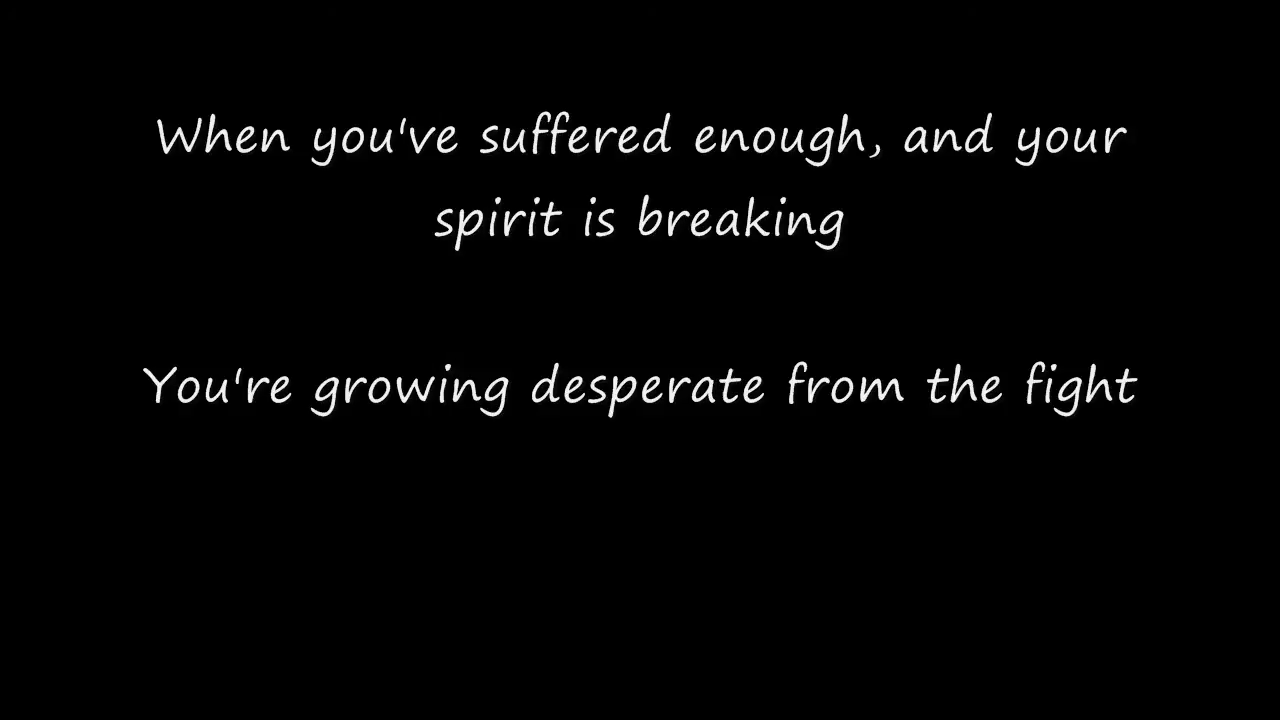 When you've suffered enough, and your
spirit is breaking
You're growing desperate from the fight